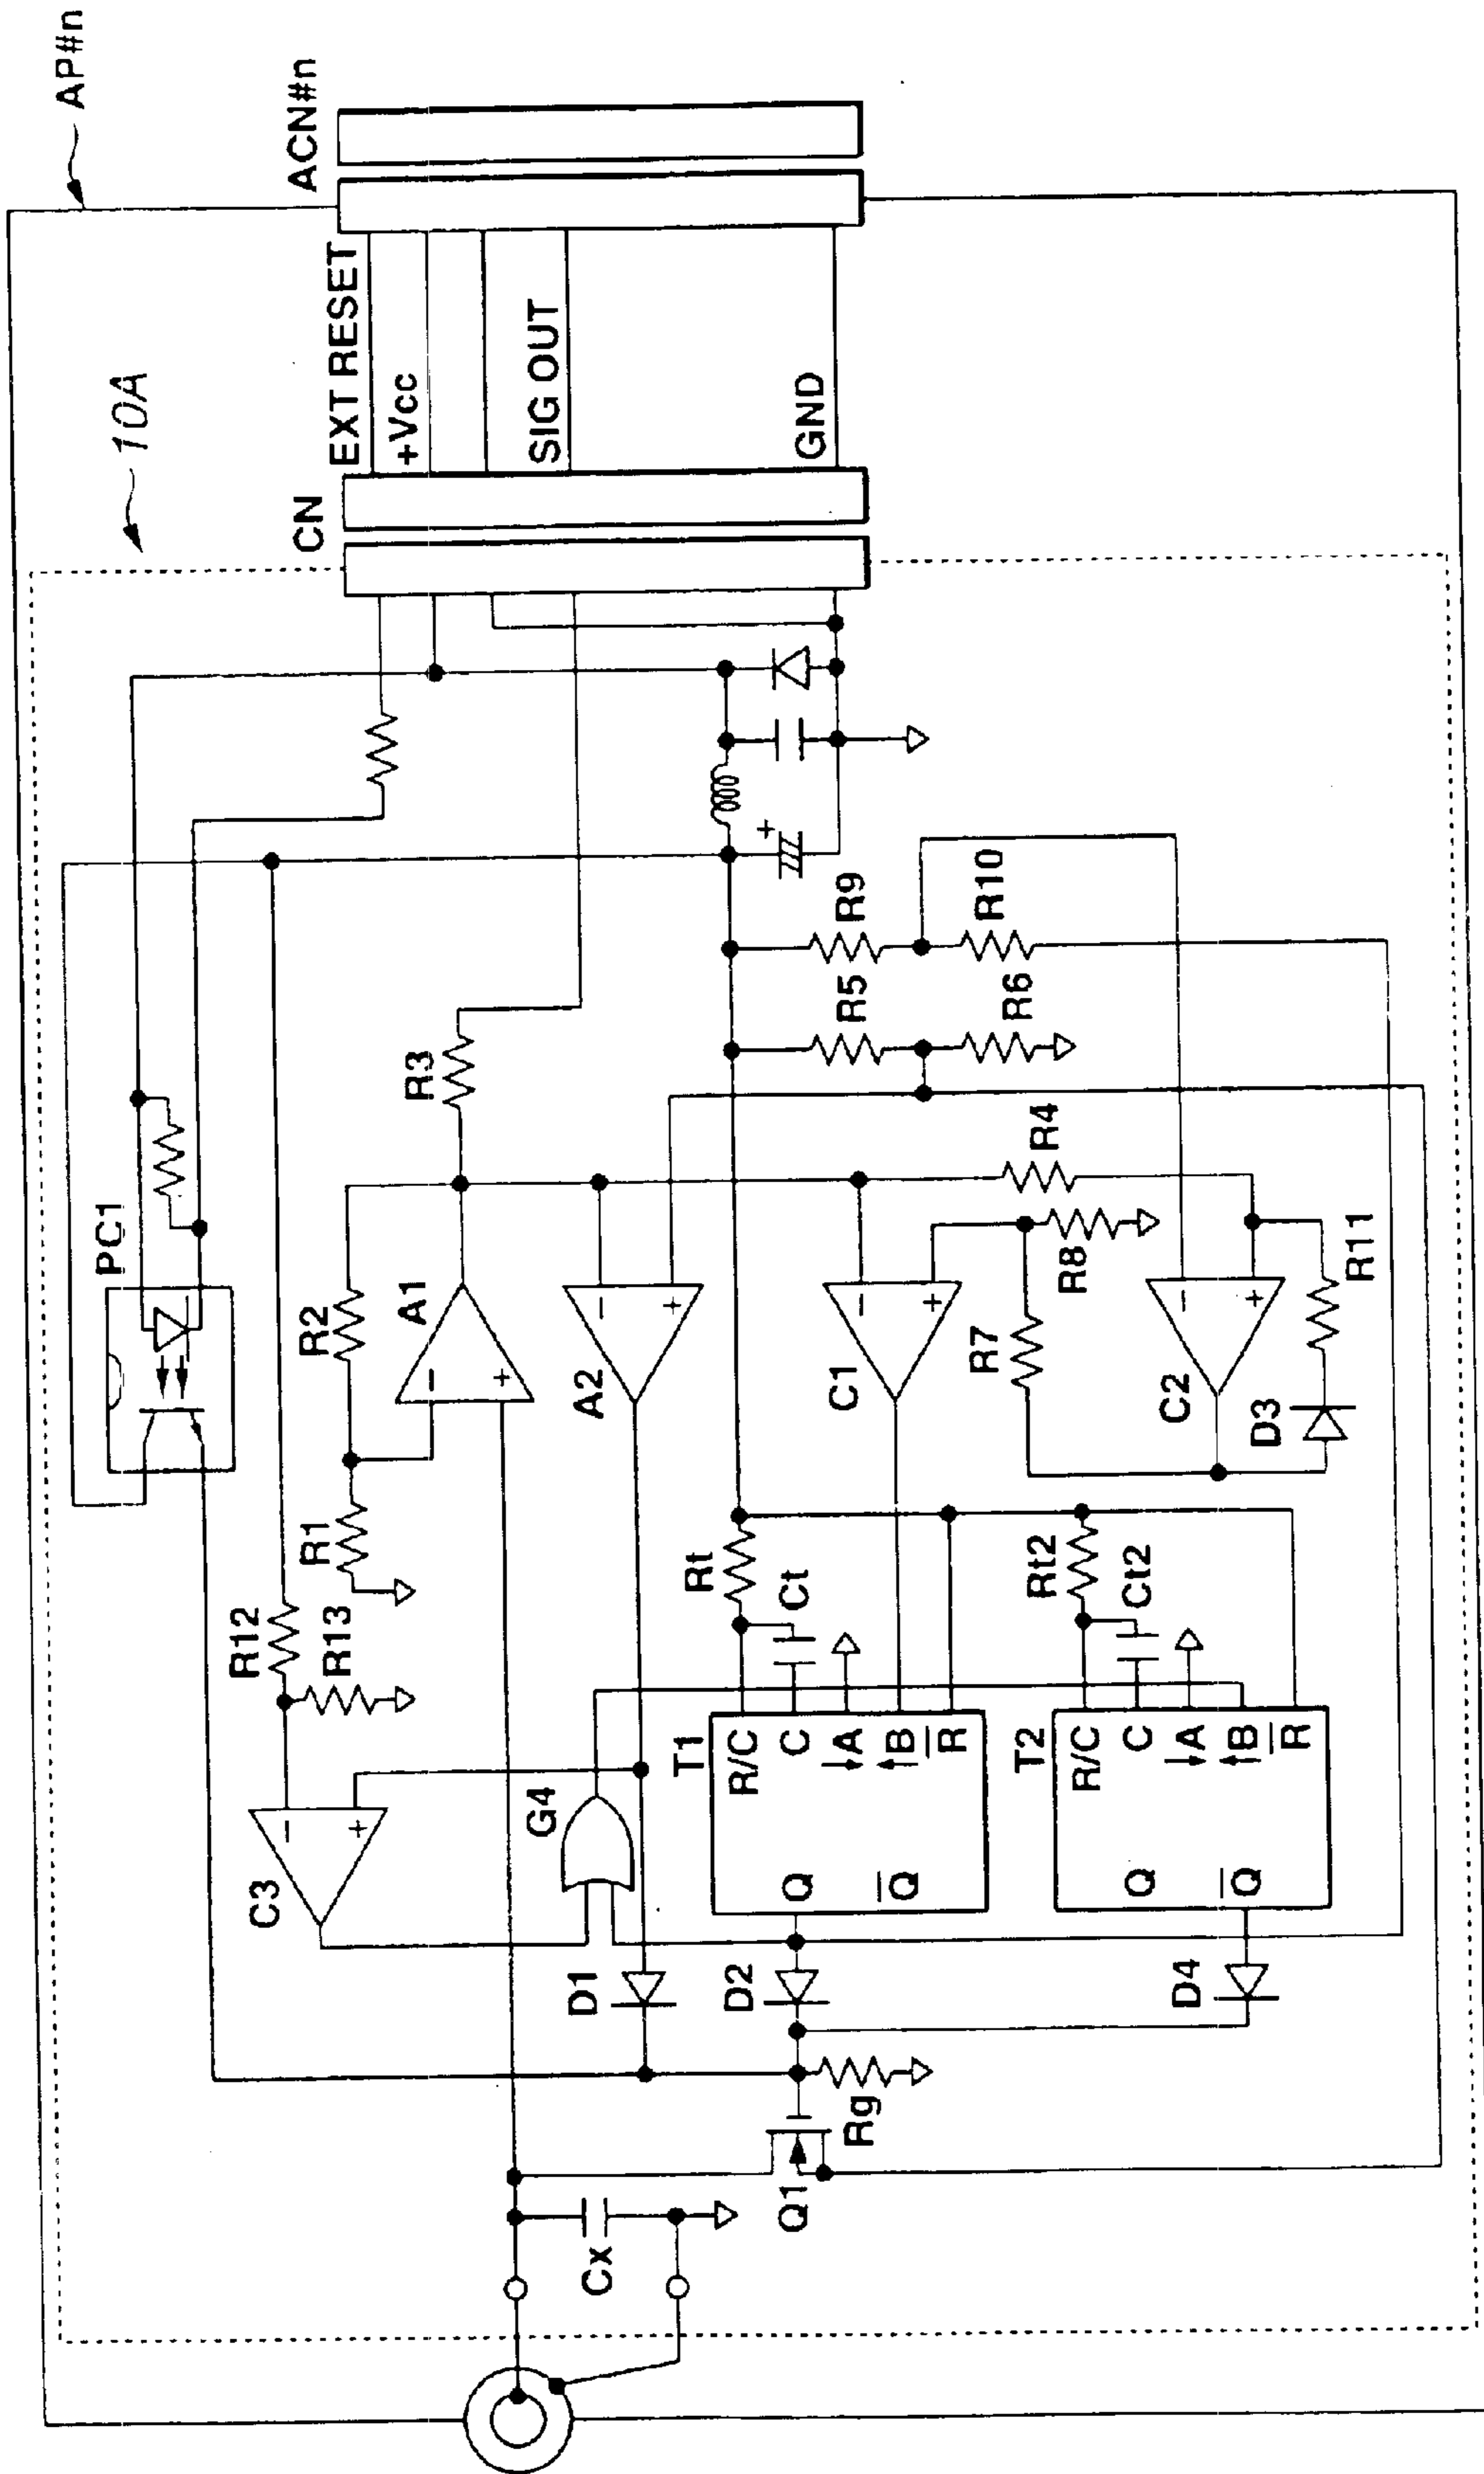 AP#n
10A
ACN#n
CN
EXT RESET
+Vcc
SIG OUT
GND
PC1
R12
R13
C3
R1
R2
A1
−
+
R3
A2
G4
D1
D2
D4
Q1
Rg
Cx
T1
R/C
C
↓A
↑B
R̅
Q
Q̅
Rt
Ct
T2
R/C
C
↓A
↑B
R̅
Q
Q̅
Rt2
Ct2
C1
C2
R4
R5
R6
R7
R8
R9
R10
R11
D3
+
−
+
−
+
−
+
−
+